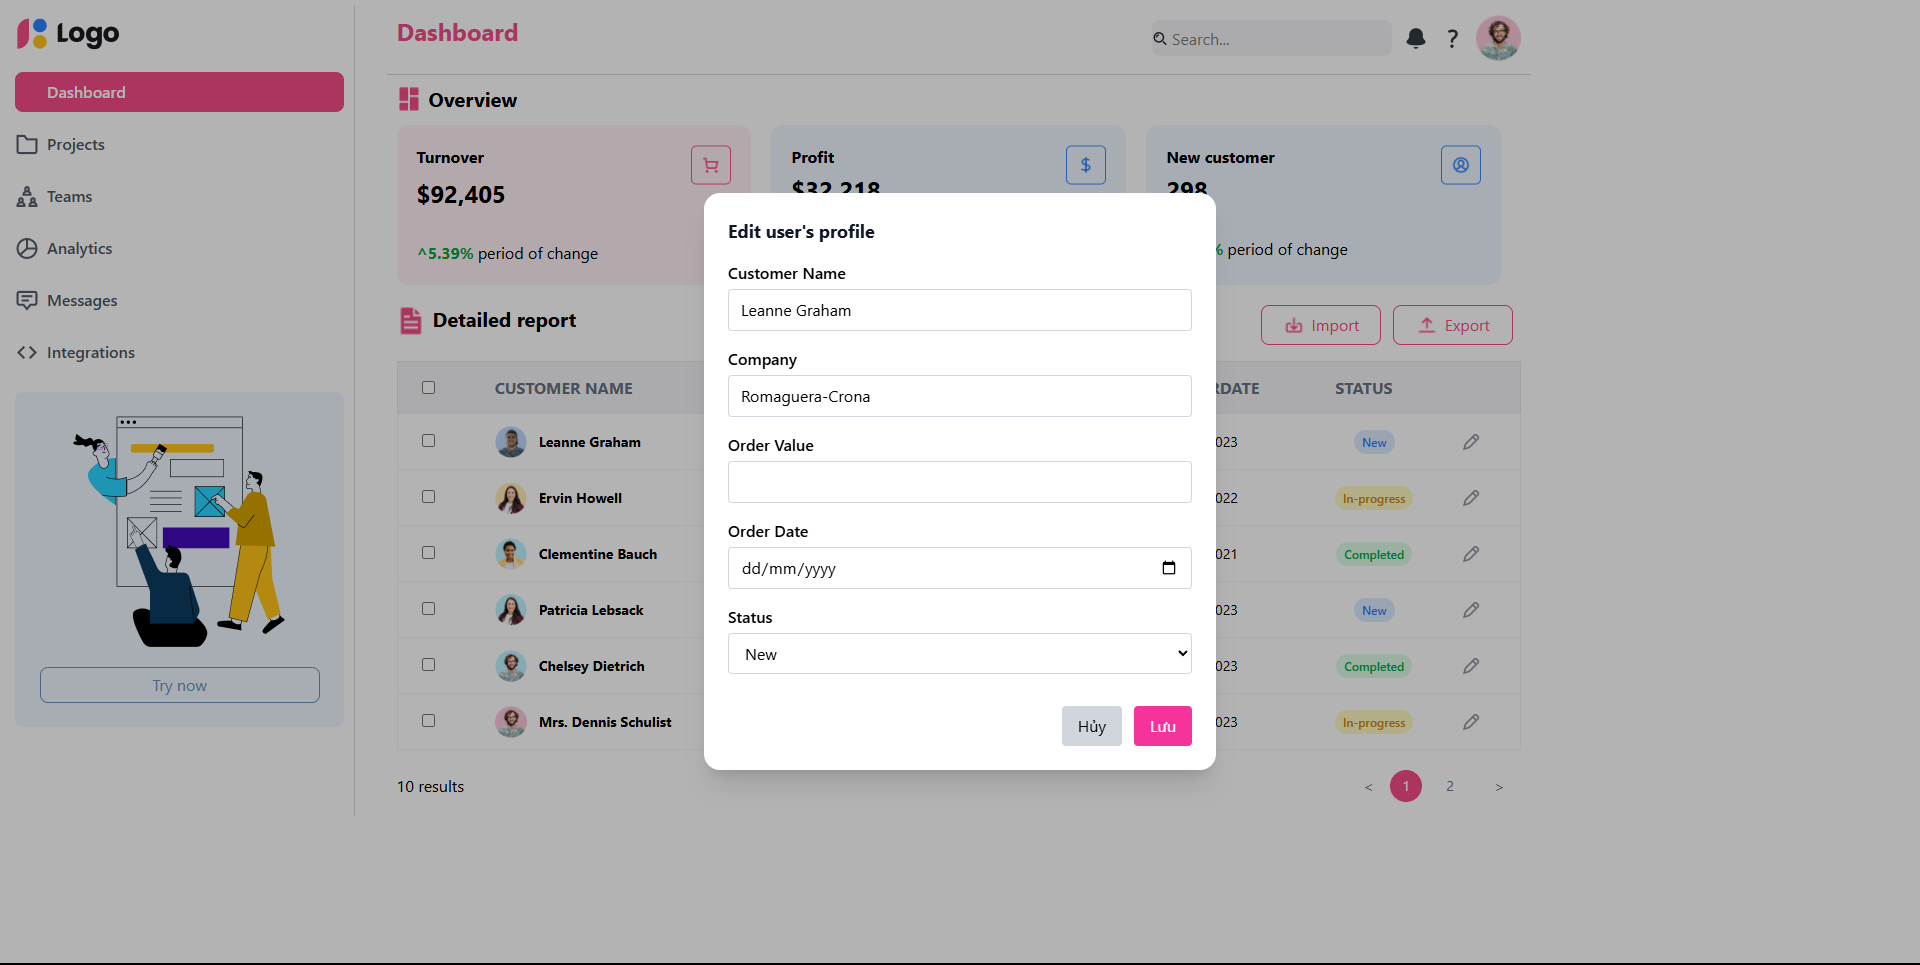 Logo
Dashboard
Projects
Teams
Analytics
Messages
Integrations
Try now
Dashboard
Search...
?
Overview
Turnover
$92,405
^5.39% period of change
Profit
$32,218
New customer
298
% period of change
Detailed report
Import
Export
CUSTOMER NAME
RDATE
STATUS
Leanne Graham
023
New
Ervin Howell
022
In-progress
Clementine Bauch
021
Completed
Patricia Lebsack
023
New
Chelsey Dietrich
023
Completed
Mrs. Dennis Schulist
023
In-progress
10 results
< 1 2 >
Edit user's profile
Customer Name
Leanne Graham
Company
Romaguera-Crona
Order Value
Order Date
dd/mm/yyyy
Status
New
Hủy
Lưu